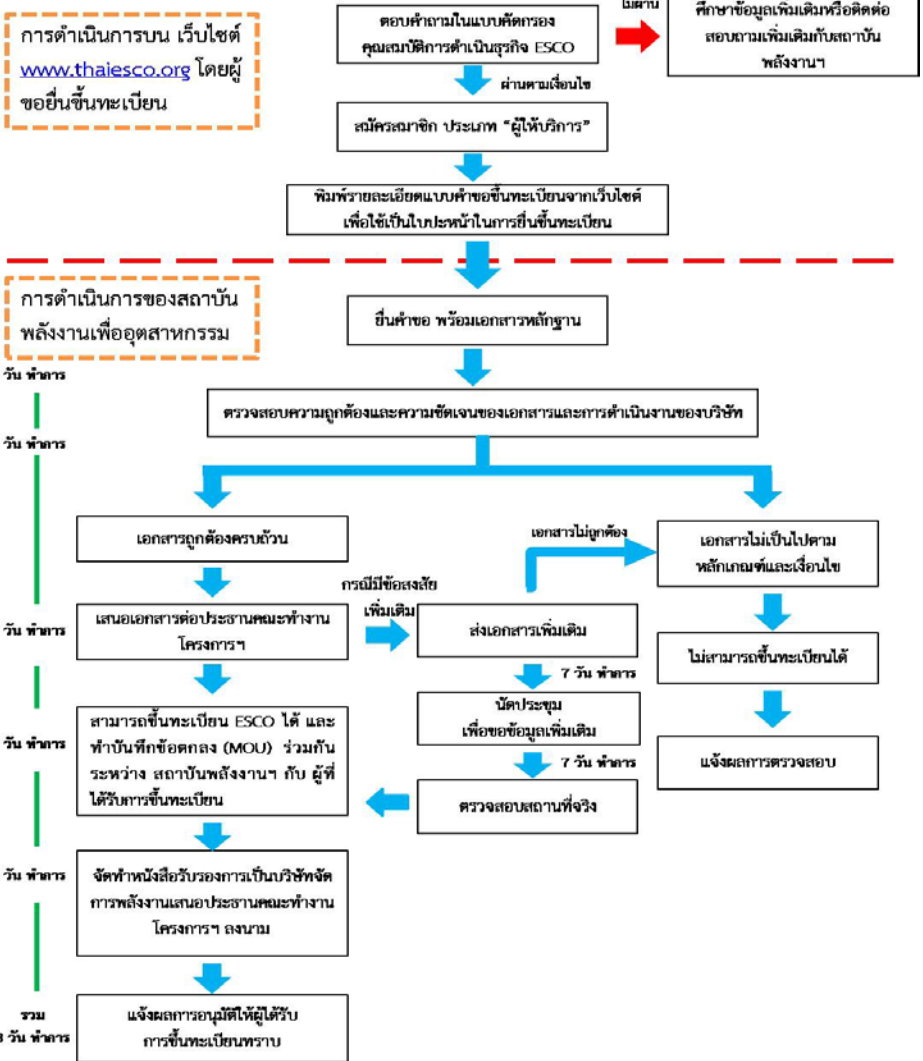 การดำเนินการบน เว็บไซต์
www.thaiesco.org โดยผู้
ขอยื่นขึ้นทะเบียน
ตอบคำถามในแบบคัดกรอง
คุณสมบัติการดำเนินธุรกิจ ESCO
ไม่ผ่าน
ศึกษาข้อมูลเพิ่มเติมหรือติดต่อ
สอบถามเพิ่มเติมกับสถาบัน
พลังงานฯ
ผ่านตามเงื่อนไข
สมัครสมาชิก ประเภท “ผู้ให้บริการ”
พิมพ์รายละเอียดแบบคำขอขึ้นทะเบียนจากเว็บไซต์
เพื่อใช้เป็นใบปะหน้าในการยื่นขึ้นทะเบียน
การดำเนินการของสถาบัน
พลังงานเพื่ออุตสาหกรรม
ยื่นคำขอ พร้อมเอกสารหลักฐาน
วัน ทำการ
ตรวจสอบความถูกต้องและความชัดเจนของเอกสารและการดำเนินงานของบริษัท
วัน ทำการ
เอกสารถูกต้องครบถ้วน
เอกสารไม่ถูกต้อง
เอกสารไม่เป็นไปตาม
หลักเกณฑ์และเงื่อนไข
วัน ทำการ
เสนอเอกสารต่อประธานคณะทำงาน
โครงการฯ
กรณีมีข้อสงสัย
เพิ่มเติม
ส่งเอกสารเพิ่มเติม
ไม่สามารถขึ้นทะเบียนได้
7 วัน ทำการ
นัดประชุม
เพื่อขอข้อมูลเพิ่มเติม
วัน ทำการ
สามารถขึ้นทะเบียน ESCO ได้ และ
ทำบันทึกข้อตกลง (MOU) ร่วมกัน
ระหว่าง สถาบันพลังงานฯ กับ ผู้ที่
ได้รับการขึ้นทะเบียน
7 วัน ทำการ
ตรวจสอบสถานที่จริง
แจ้งผลการตรวจสอบ
วัน ทำการ
จัดทำหนังสือรับรองการเป็นบริษัทจัด
การพลังงานเสนอประธานคณะทำงาน
โครงการฯ ลงนาม
รวม
วัน ทำการ
แจ้งผลการอนุมัติให้ผู้ได้รับ
การขึ้นทะเบียนทราบ